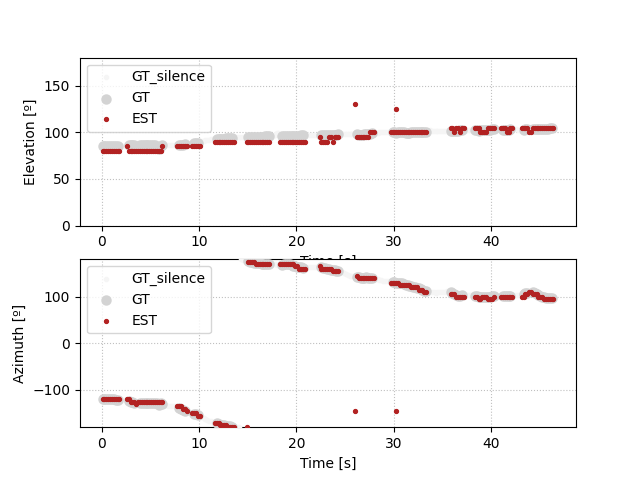 GT_silence
GT
EST
150
100
50
0
Elevation [º]
0
10
20
30
40
Time [s]
GT_silence
GT
EST
100
0
−100
Azimuth [º]
0
10
20
30
40
Time [s]